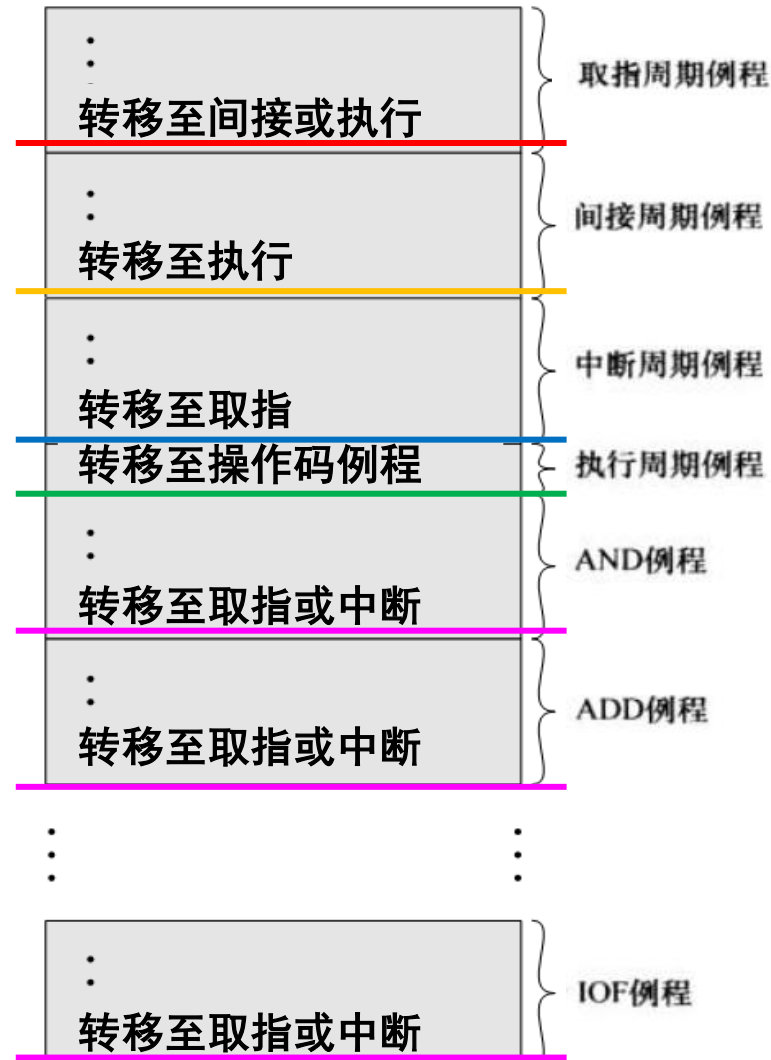 取指周期例程
转移至间接或执行
间接周期例程
转移至执行
中断周期例程
转移至取指
转移至操作码例程
执行周期例程
AND例程
转移至取指或中断
ADD例程
转移至取指或中断
IOF例程
转移至取指或中断